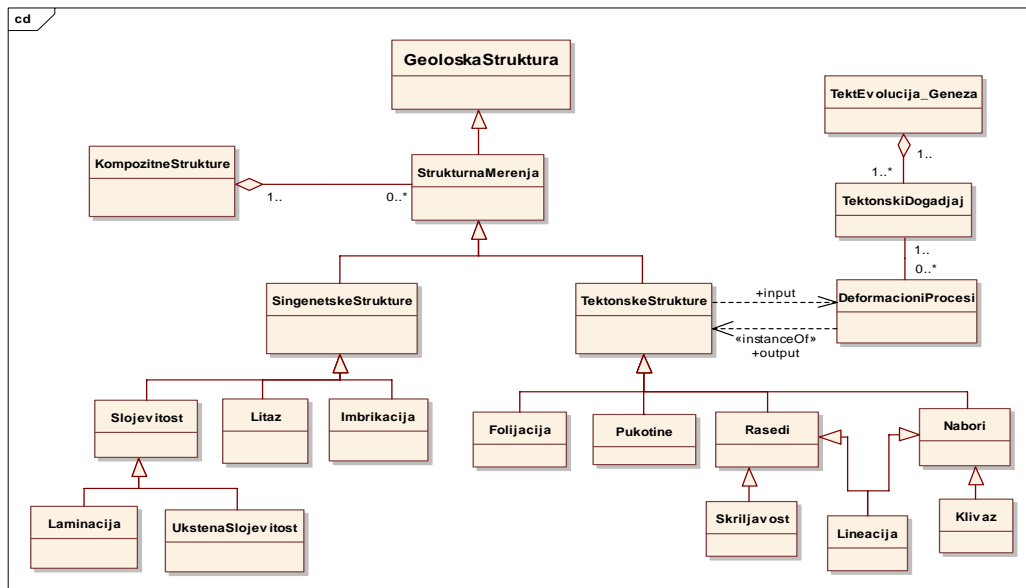 cd
GeoloskaStruktura
TektEvolucija_Geneza
KompozitneStrukture
StrukturnaMerenja
1..
0..*
1..
1..*
TektonskiDogadjaj
1..
0..*
SingenetskeStrukture
TektonskeStrukture
+input
DeformacioniProcesi
«instanceOf»
+output
Slojevitost
Litaz
Imbrikacija
Folijacija
Pukotine
Rasedi
Nabori
Laminacija
UkstenaSlojevitost
Skriljavost
Lineacija
Klivaz